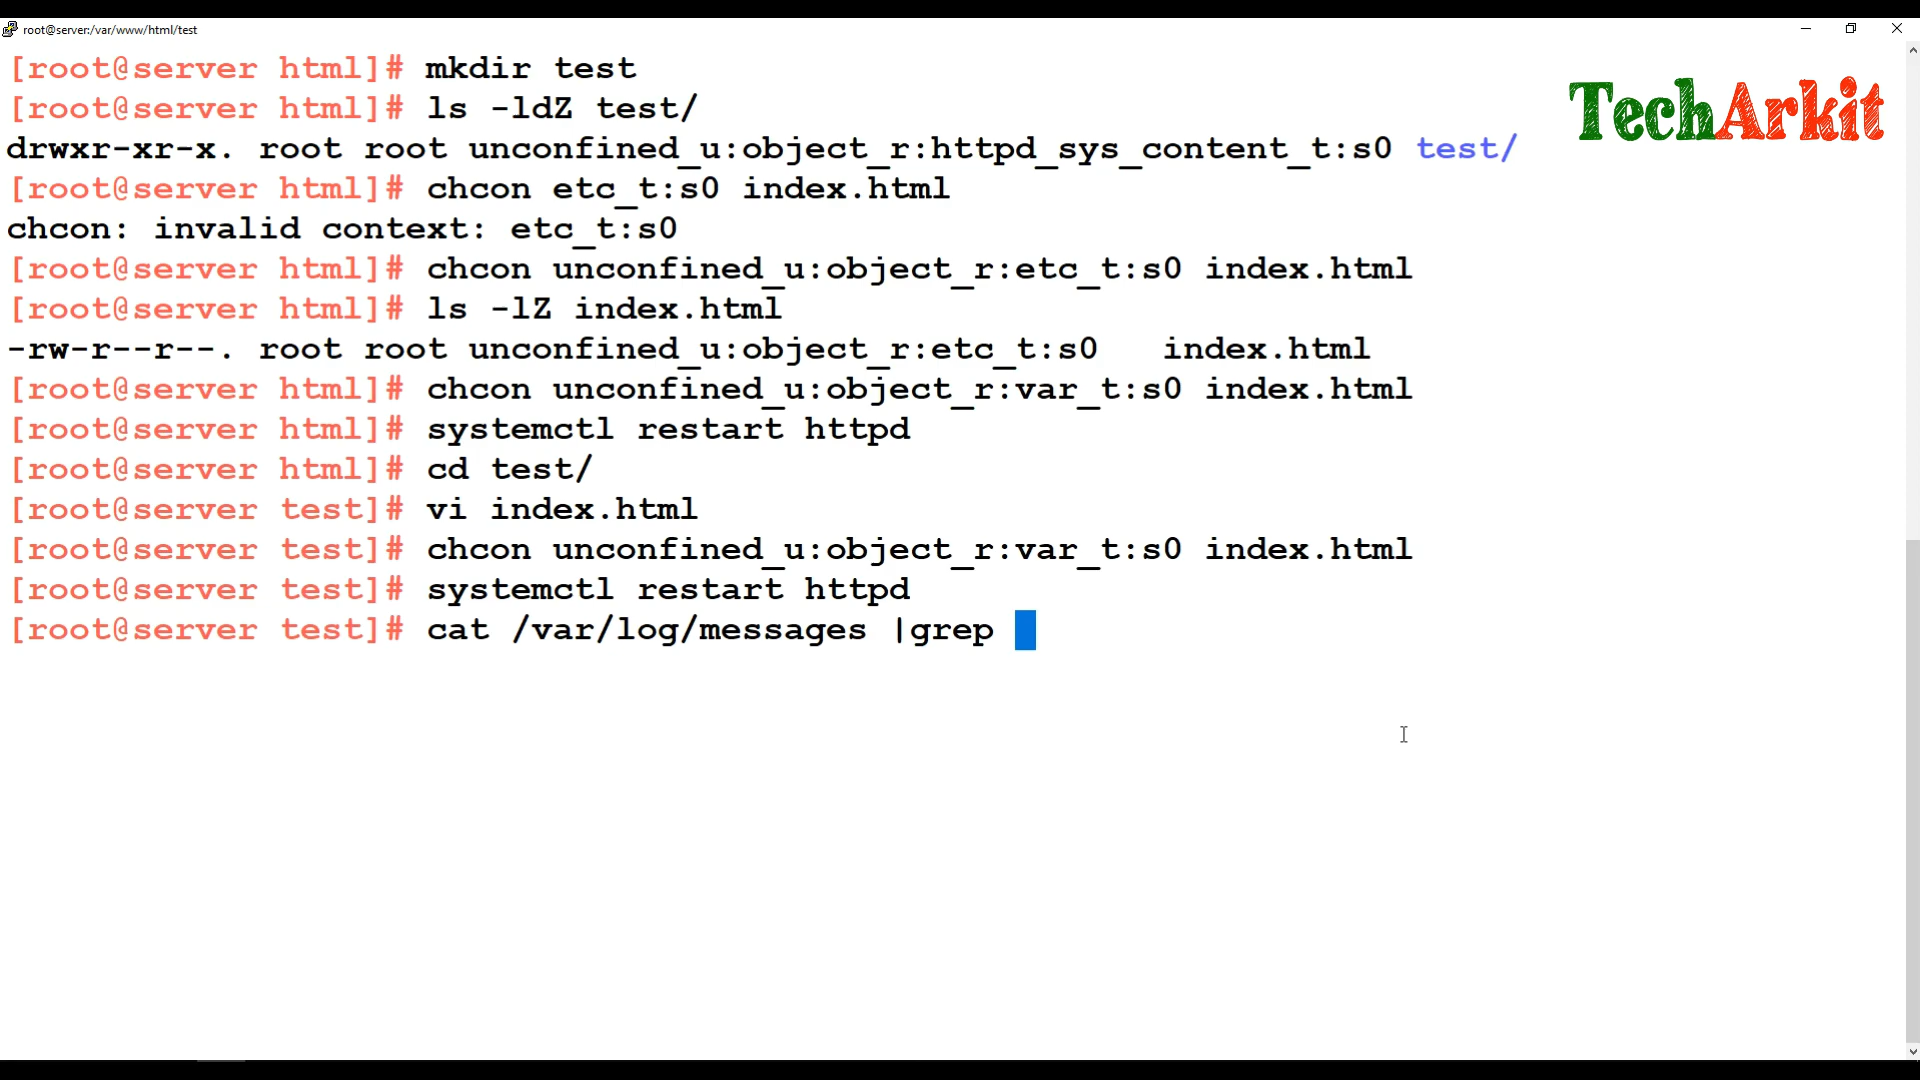 root@server:/var/www/html/test
[root@server html]# mkdir test
[root@server html]# ls -ldZ test/
drwxr-xr-x. root root unconfined_u:object_r:httpd_sys_content_t:s0 test/
[root@server html]# chcon etc_t:s0 index.html
chcon: invalid context: etc_t:s0
[root@server html]# chcon unconfined_u:object_r:etc_t:s0 index.html
[root@server html]# ls -lZ index.html
-rw-r--r--. root root unconfined_u:object_r:etc_t:s0   index.html
[root@server html]# chcon unconfined_u:object_r:var_t:s0 index.html
[root@server html]# systemctl restart httpd
[root@server html]# cd test/
[root@server test]# vi index.html
[root@server test]# chcon unconfined_u:object_r:var_t:s0 index.html
[root@server test]# systemctl restart httpd
[root@server test]# cat /var/log/messages |grep
TechArkit